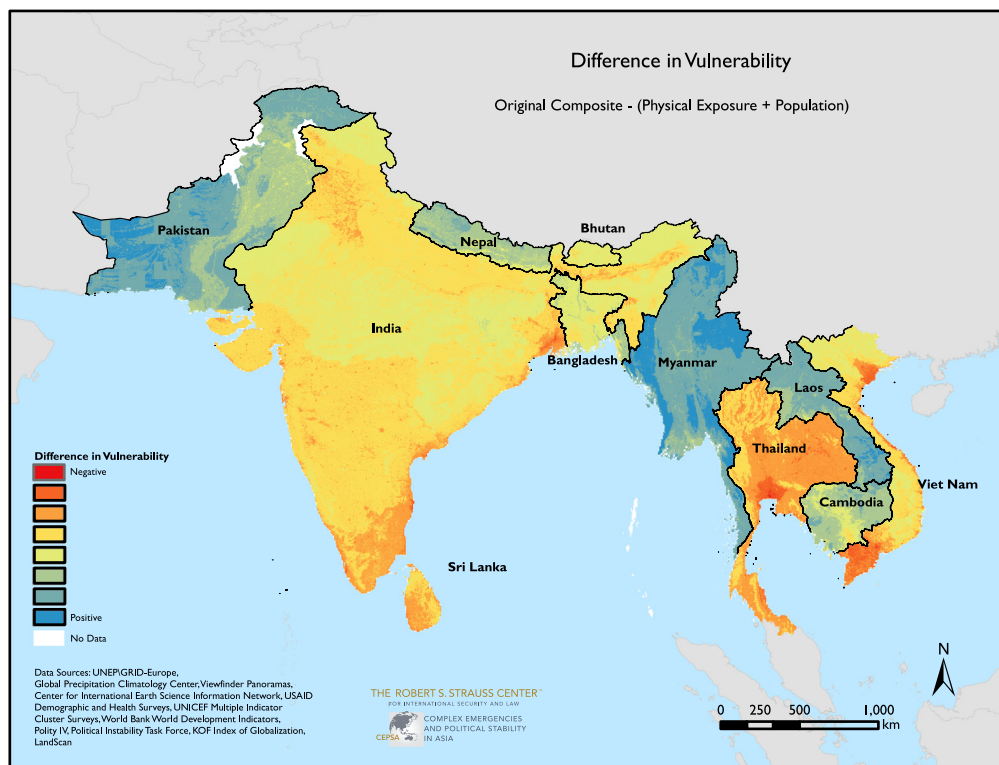 Difference in Vulnerability
Original Composite - (Physical Exposure + Population)
Pakistan
Nepal
Bhutan
India
Bangladesh
Myanmar
Laos
Thailand
Viet Nam
Cambodia
Sri Lanka
Difference in Vulnerability
Negative
Positive
No Data
Data Sources: UNEP\GRID-Europe,
Global Precipitation Climatology Center, Viewfinder Panoramas,
Center for International Earth Science Information Network, USAID
Demographic and Health Surveys, UNICEF Multiple Indicator
Cluster Surveys, World Bank World Development Indicators,
Polity IV, Political Instability Task Force, KOF Index of Globalization,
LandScan
THE ROBERT S. STRAUSS CENTER™
FOR INTERNATIONAL SECURITY AND LAW
CEPSA
COMPLEX EMERGENCIES
AND POLITICAL STABILITY
IN ASIA
N
0 250 500 1,000
km